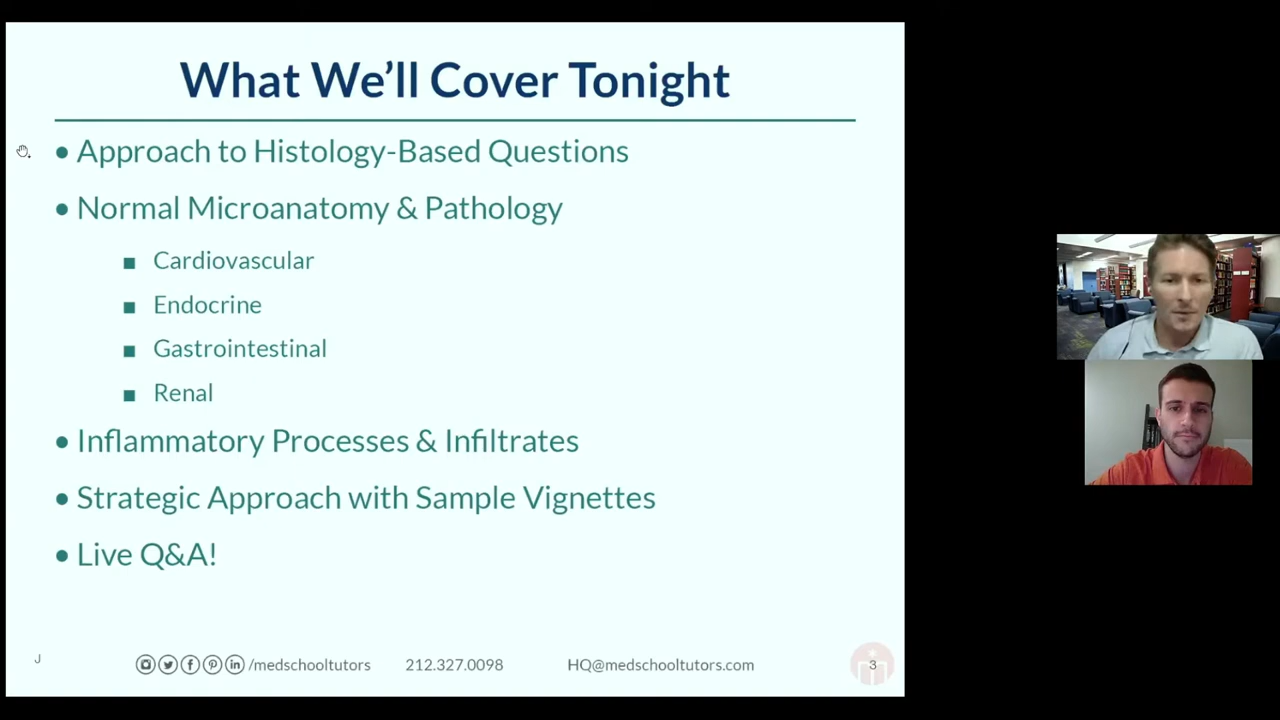 What We'll Cover Tonight
• Approach to Histology-Based Questions
• Normal Microanatomy & Pathology
■ Cardiovascular
■ Endocrine
■ Gastrointestinal
■ Renal
• Inflammatory Processes & Infiltrates
• Strategic Approach with Sample Vignettes
• Live Q&A!
J
/medschooltutors 212.327.0098 HQ@medschooltutors.com 3